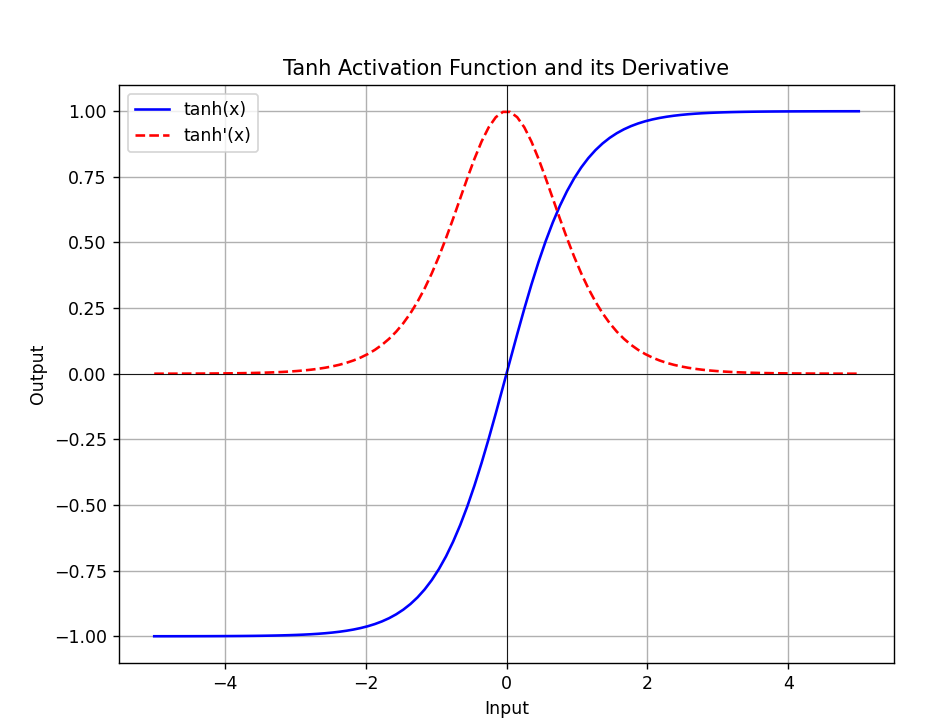 Tanh Activation Function and its Derivative
tanh(x)
tanh'(x)
1.00
0.75
0.50
0.25
0.00
−0.25
−0.50
−0.75
−1.00
Output
−4 −2 0 2 4
Input